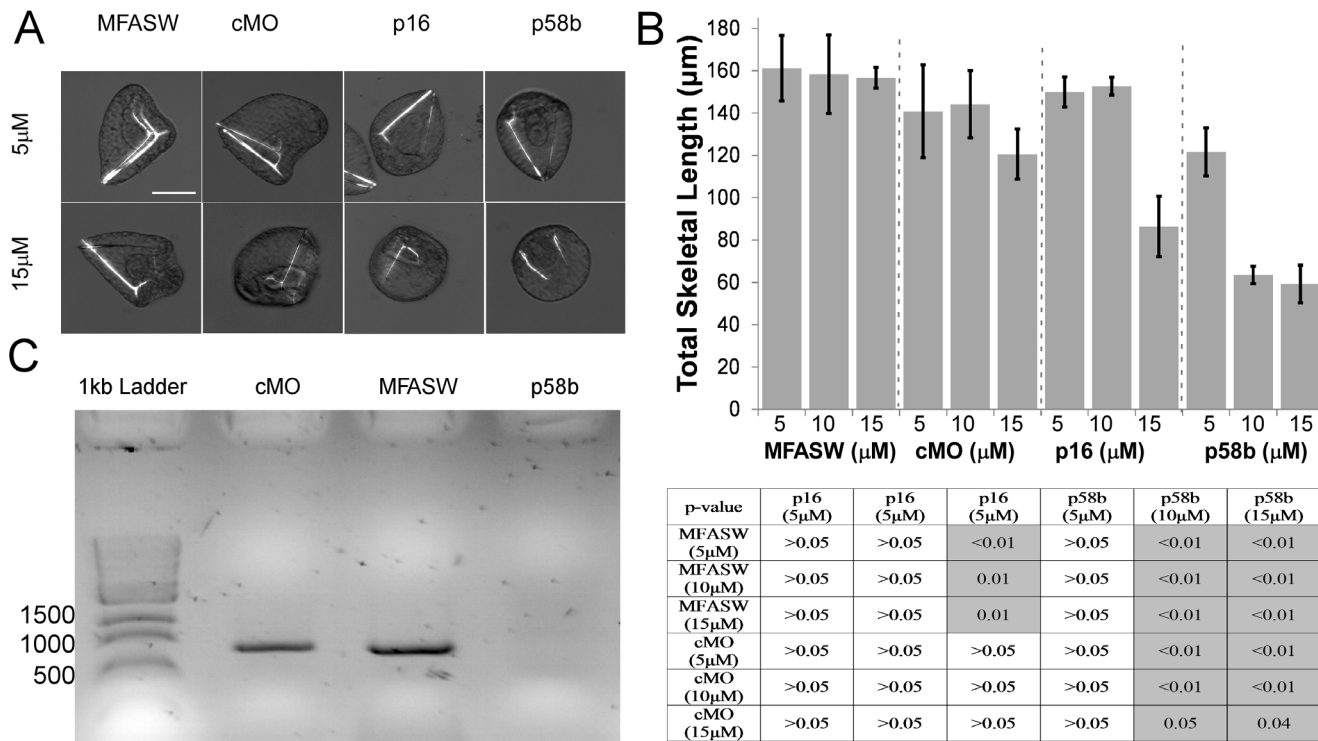 A
MFASW cMO p16 p58b
5μM
15μM
B
Total Skeletal Length (μm)
180
160
140
120
100
80
60
40
20
0
5 10 15 5 10 15 5 10 15 5 10 15
MFASW (μM) cMO (μM) p16 (μM) p58b (μM)
C
1kb Ladder cMO MFASW p58b
1500
1000
500
p-value p16 (5μM) p16 (5μM) p16 (5μM) p58b (5μM) p58b (10μM) p58b (15μM)
MFASW (5μM) >0.05 >0.05 <0.01 >0.05 <0.01 <0.01
MFASW (10μM) >0.05 >0.05 0.01 >0.05 <0.01 <0.01
MFASW (15μM) >0.05 >0.05 0.01 >0.05 <0.01 <0.01
cMO (5μM) >0.05 >0.05 >0.05 >0.05 <0.01 <0.01
cMO (10μM) >0.05 >0.05 >0.05 >0.05 <0.01 <0.01
cMO (15μM) >0.05 >0.05 >0.05 >0.05 0.05 0.04